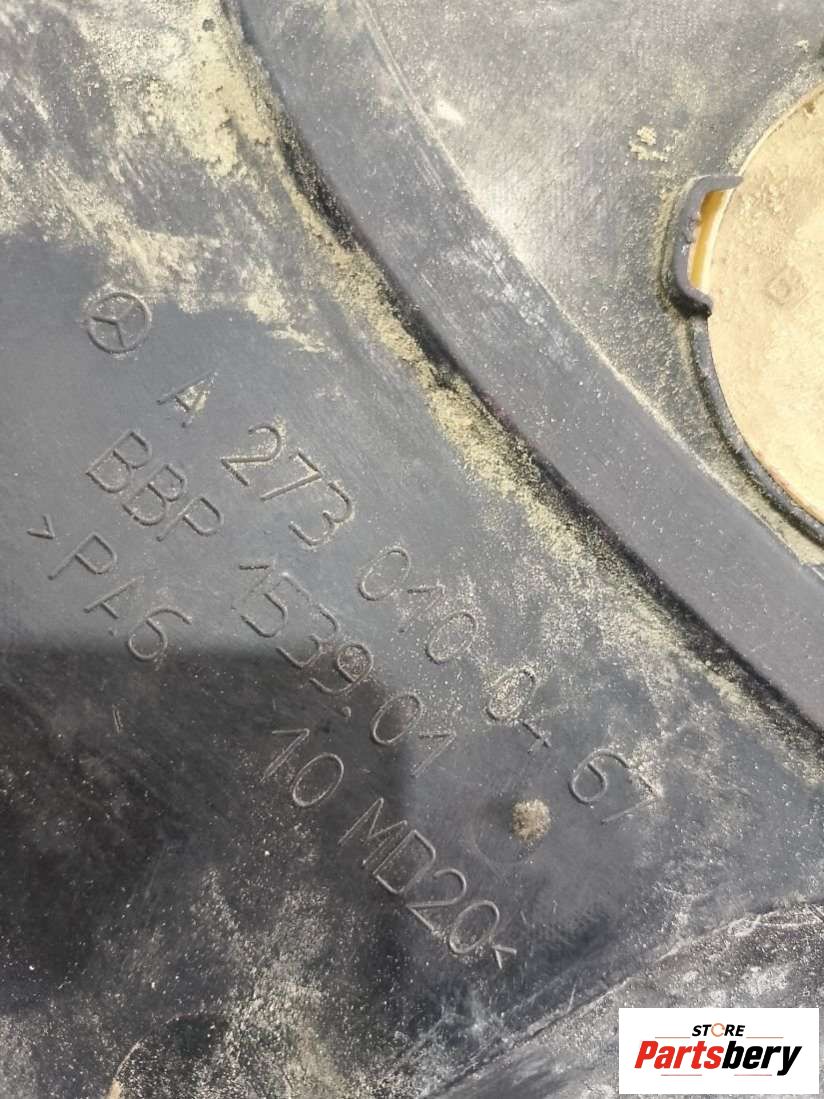 A 273 010 04 67
BBP 1539.01
>PA6 10 MD20<
STORE
Partsbery